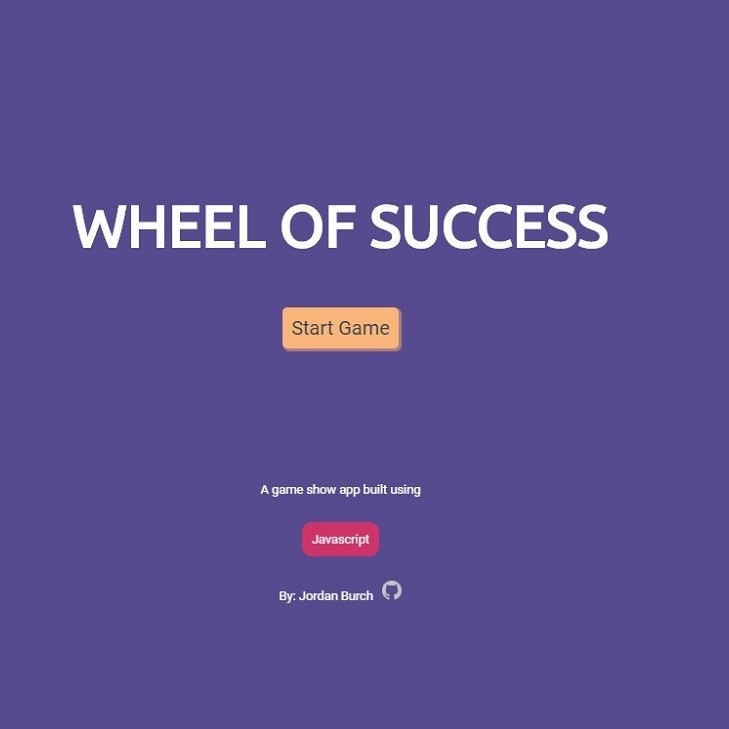 WHEEL OF SUCCESS
Start Game
A game show app built using
Javascript
By: Jordan Burch